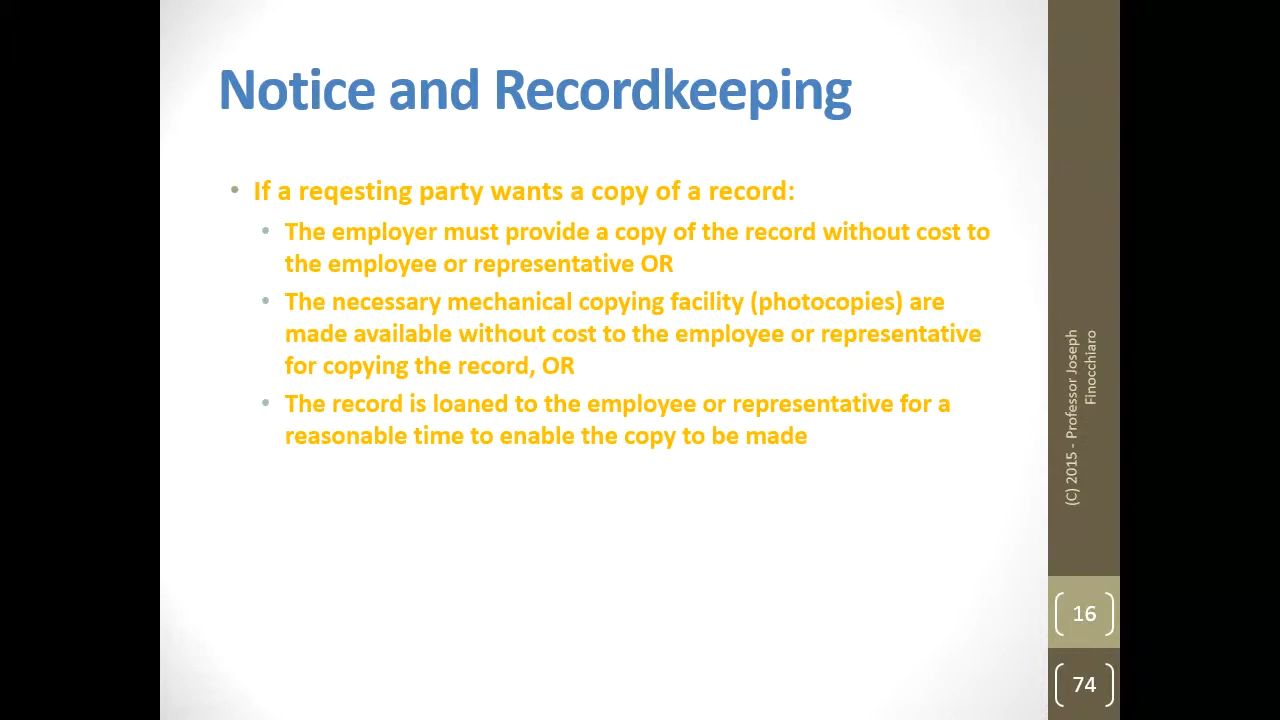 Notice and Recordkeeping
• If a reqesting party wants a copy of a record:
• The employer must provide a copy of the record without cost to
the employee or representative OR
• The necessary mechanical copying facility (photocopies) are
made available without cost to the employee or representative
for copying the record, OR
• The record is loaned to the employee or representative for a
reasonable time to enable the copy to be made
(C) 2015 - Professor Joseph
Finocchiaro
16
74